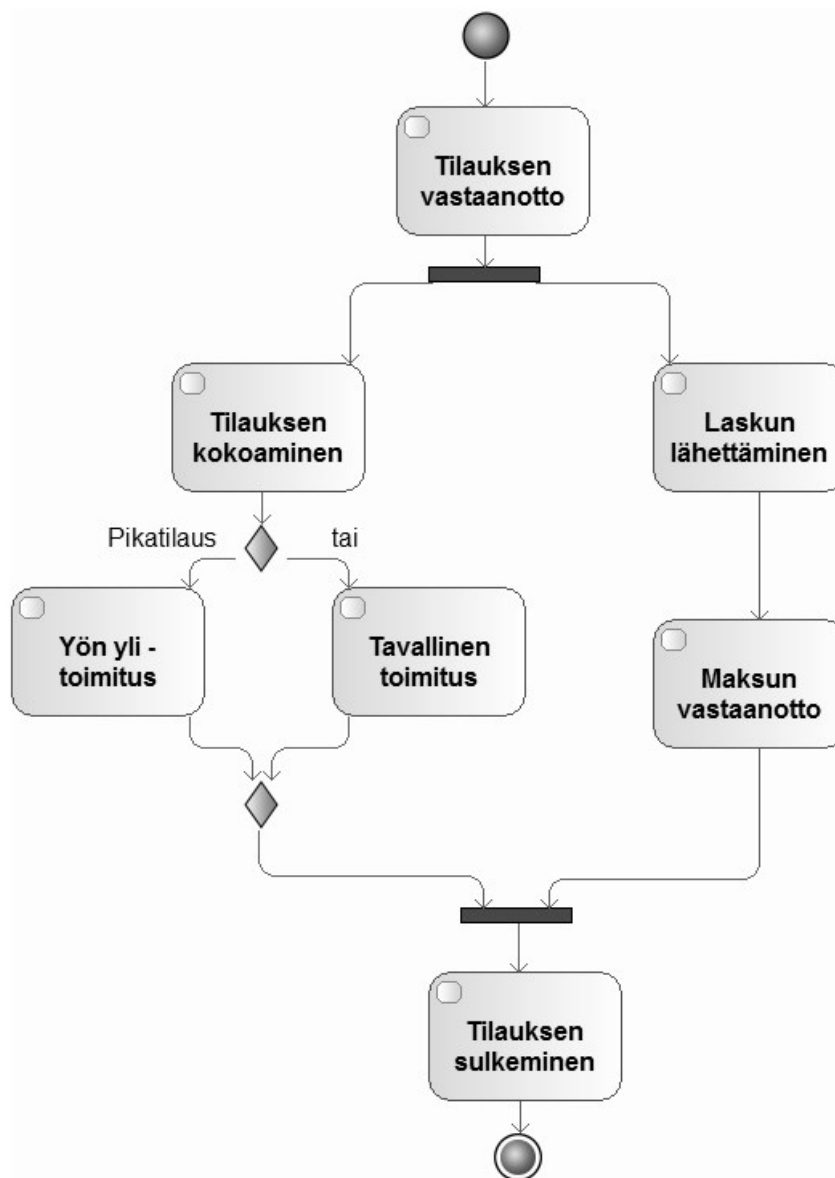 Tilauksen
vastaanotto
Tilauksen
kokoaminen
Laskun
lähettäminen
Pikatilaus
tai
Yön yli -
toimitus
Tavallinen
toimitus
Maksun
vastaanotto
Tilauksen
sulkeminen